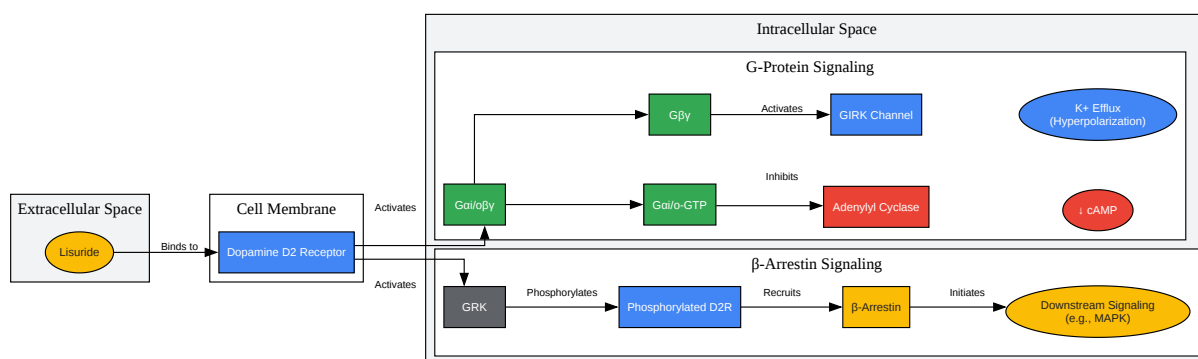 Intracellular Space
G-Protein Signaling
Gβγ
Activates
GIRK Channel
K+ Efflux
(Hyperpolarization)
Extracellular Space
Lisuride
Binds to
Cell Membrane
Dopamine D2 Receptor
Activates
Gαi/oβγ
Gαi/o-GTP
Inhibits
Adenylyl Cyclase
↓ cAMP
β-Arrestin Signaling
Activates
GRK
Phosphorylates
Phosphorylated D2R
Recruits
β-Arrestin
Initiates
Downstream Signaling
(e.g., MAPK)